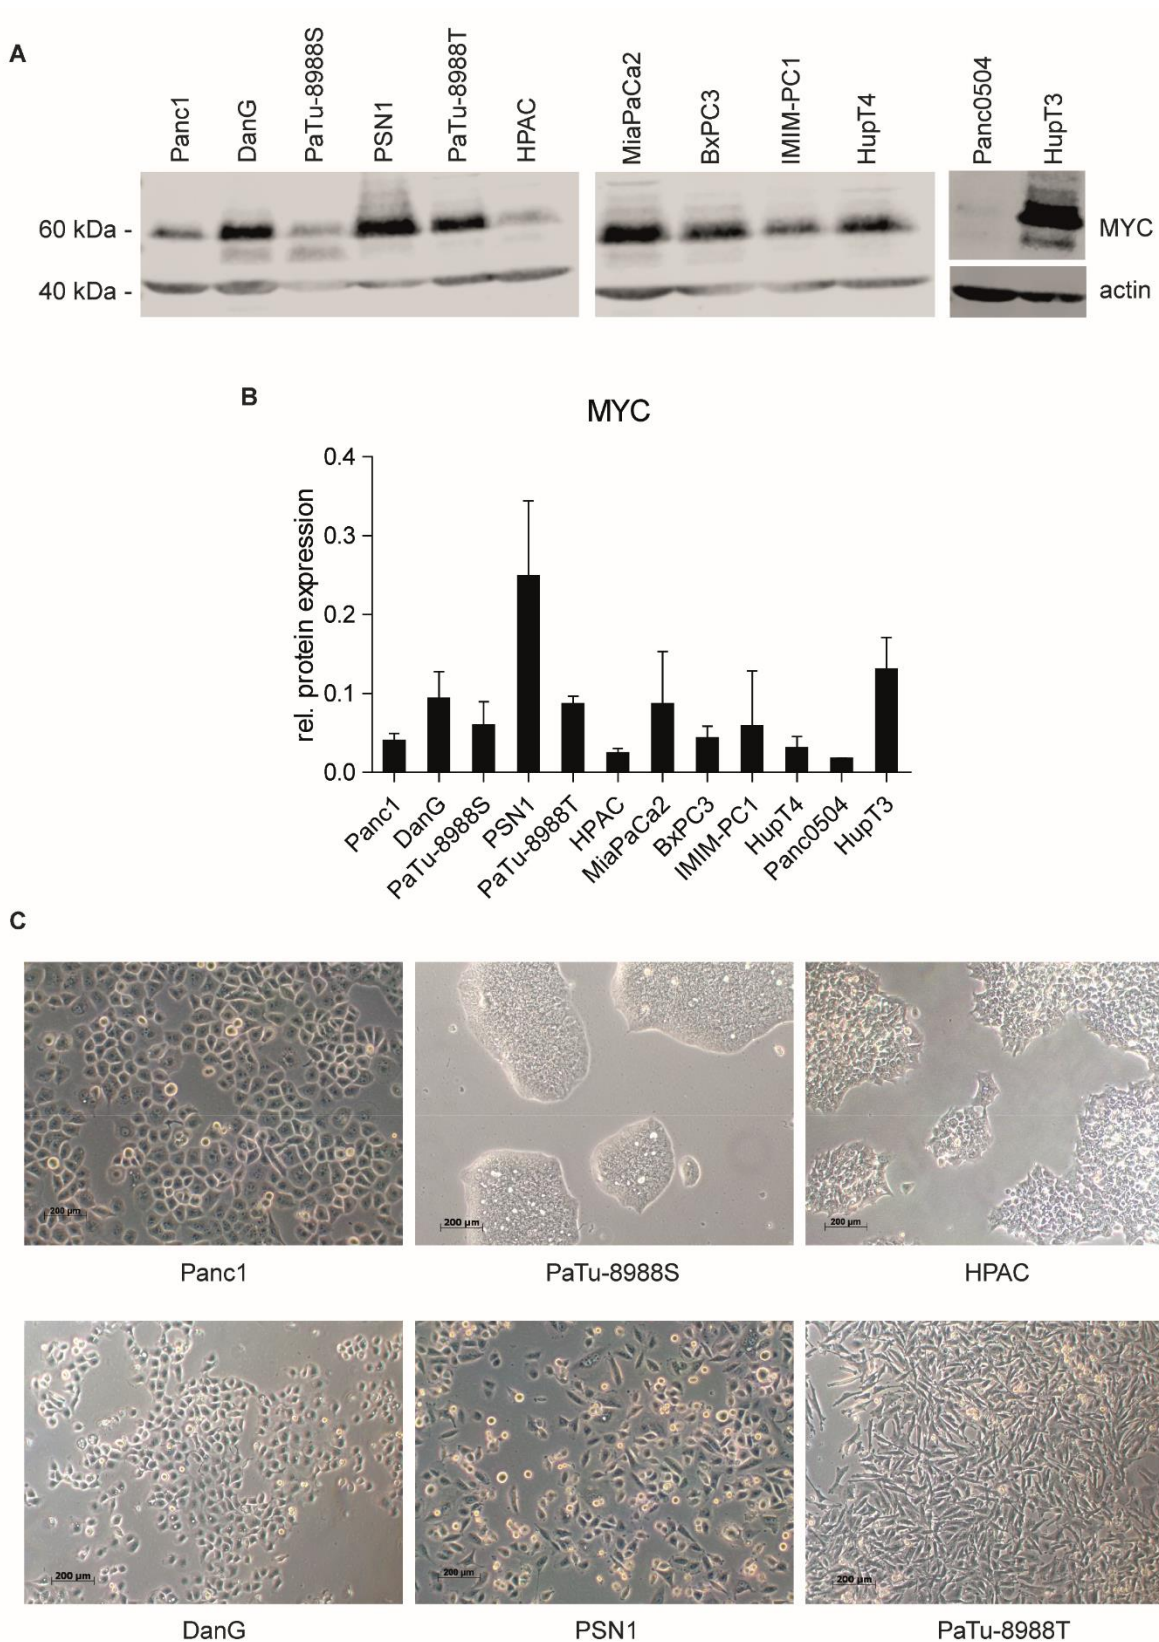 A
Panc1
DanG
PaTu-8988S
PSN1
PaTu-8988T
HPAC
MiaPaCa2
BxPC3
IMIM-PC1
HupT4
Panc0504
HupT3
60 kDa -
MYC
40 kDa -
actin
B
MYC
rel. protein expression
0.4
0.3
0.2
0.1
0.0
Panc1
DanG
PaTu-8988S
PSN1
PaTu-8988T
HPAC
MiaPaCa2
BxPC3
IMIM-PC1
HupT4
Panc0504
HupT3
C
200 µm
200 µm
200 µm
Panc1
PaTu-8988S
HPAC
200 µm
200 µm
200 µm
DanG
PSN1
PaTu-8988T